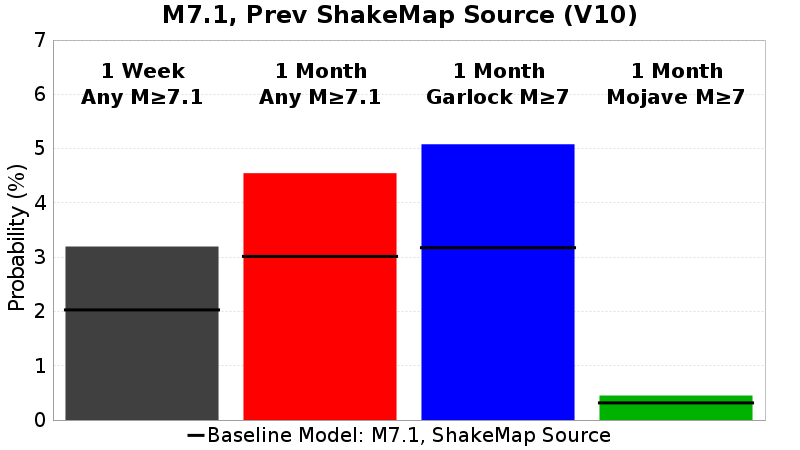 M7.1, Prev ShakeMap Source (V10)
7
6
5
4
3
2
1
0
Probability (%)
1 Week
Any M≥7.1
1 Month
Any M≥7.1
1 Month
Garlock M≥7
1 Month
Mojave M≥7
Baseline Model: M7.1, ShakeMap Source